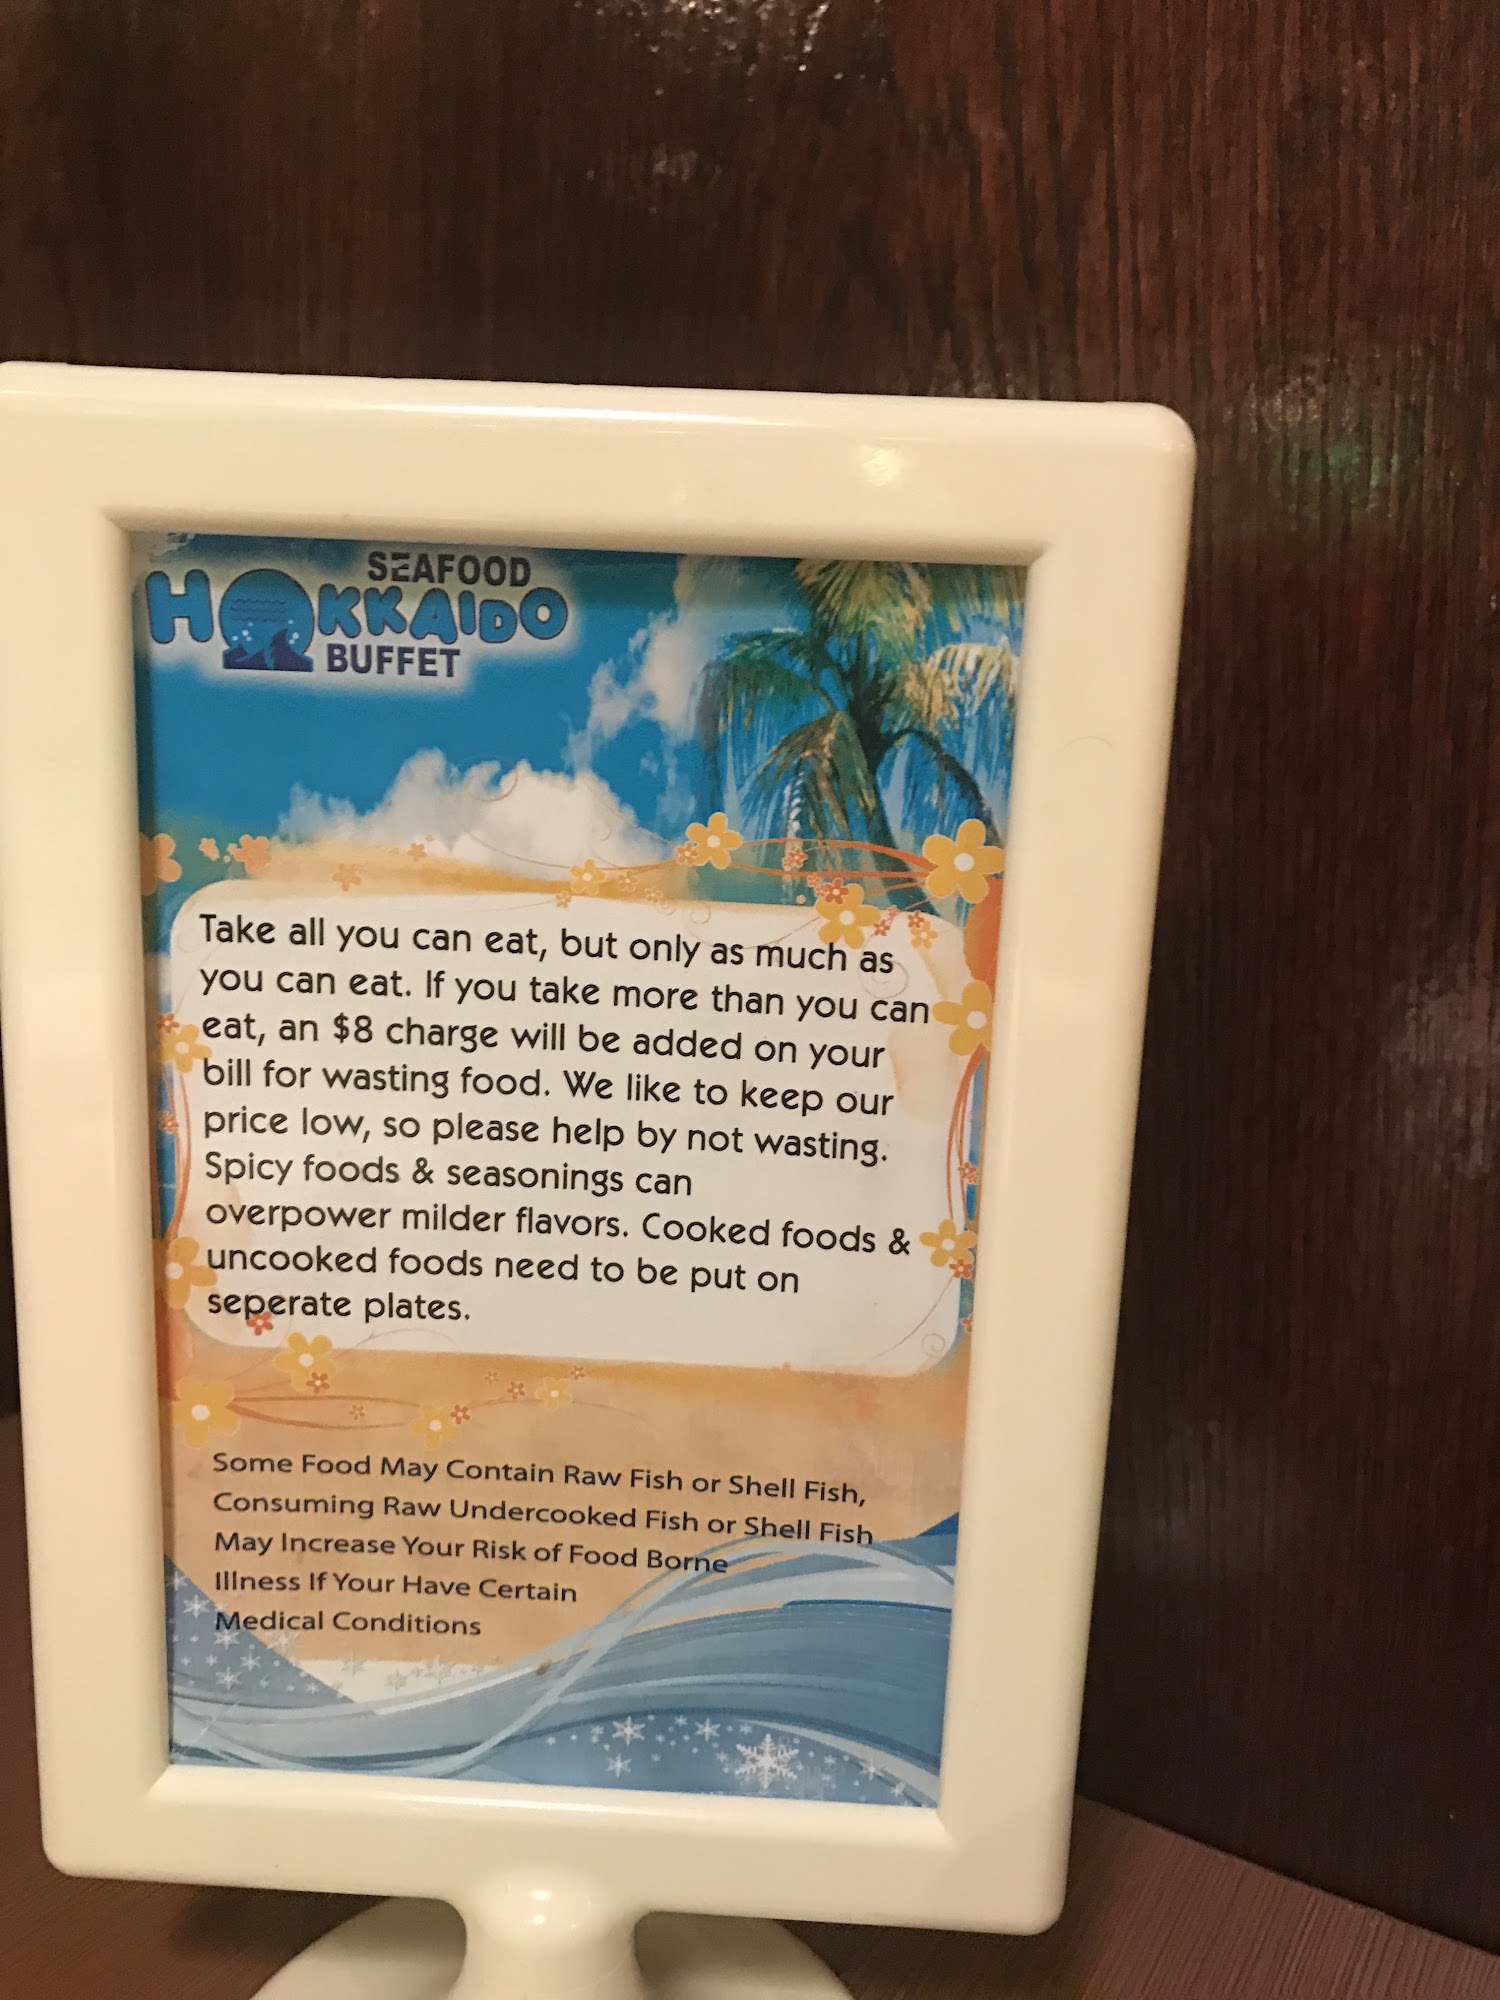 SEAFOOD
HOKKAIDO
BUFFET
Take all you can eat, but only as much as
you can eat. If you take more than you can
eat, an $8 charge will be added on your
bill for wasting food. We like to keep our
price low, so please help by not wasting.
Spicy foods & seasonings can
overpower milder flavors. Cooked foods &
uncooked foods need to be put on
seperate plates.
Some Food May Contain Raw Fish or Shell Fish,
Consuming Raw Undercooked Fish or Shell Fish
May Increase Your Risk of Food Borne
Illness If Your Have Certain
Medical Conditions